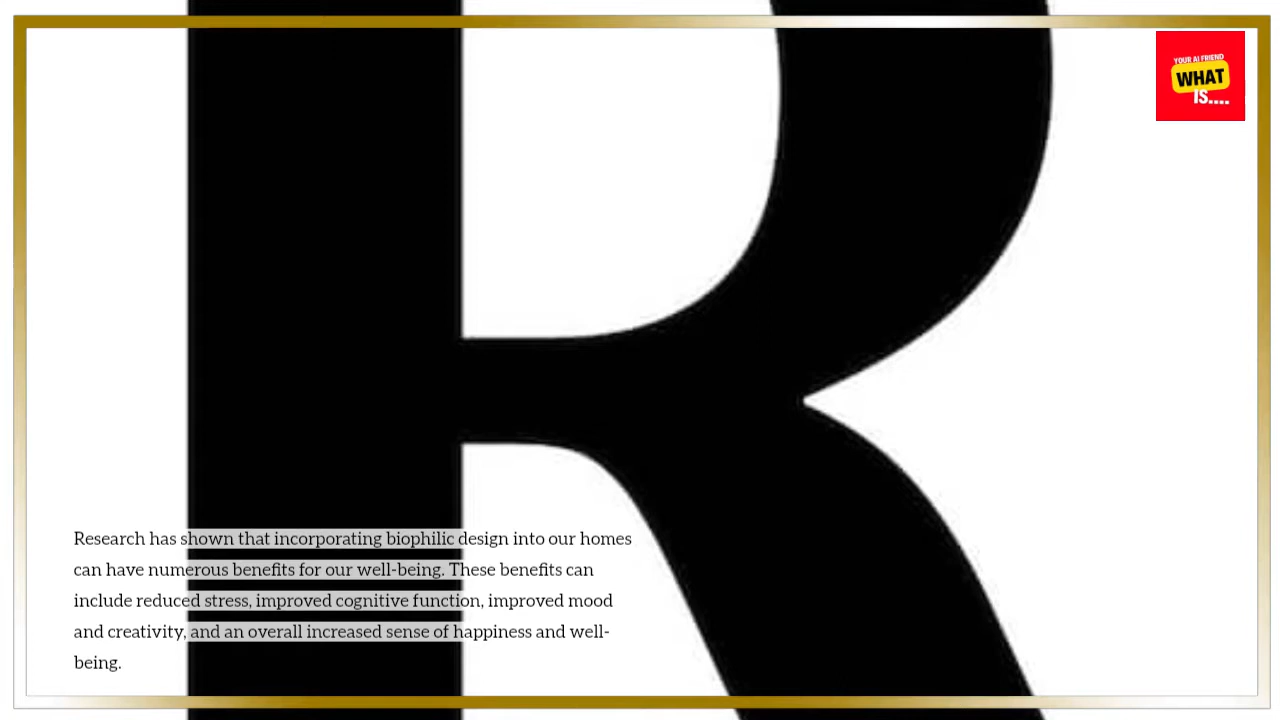 R
YOUR AI FRIEND
WHAT
IS....
Research has shown that incorporating biophilic design into our homes
can have numerous benefits for our well-being. These benefits can
include reduced stress, improved cognitive function, improved mood
and creativity, and an overall increased sense of happiness and well-
being.